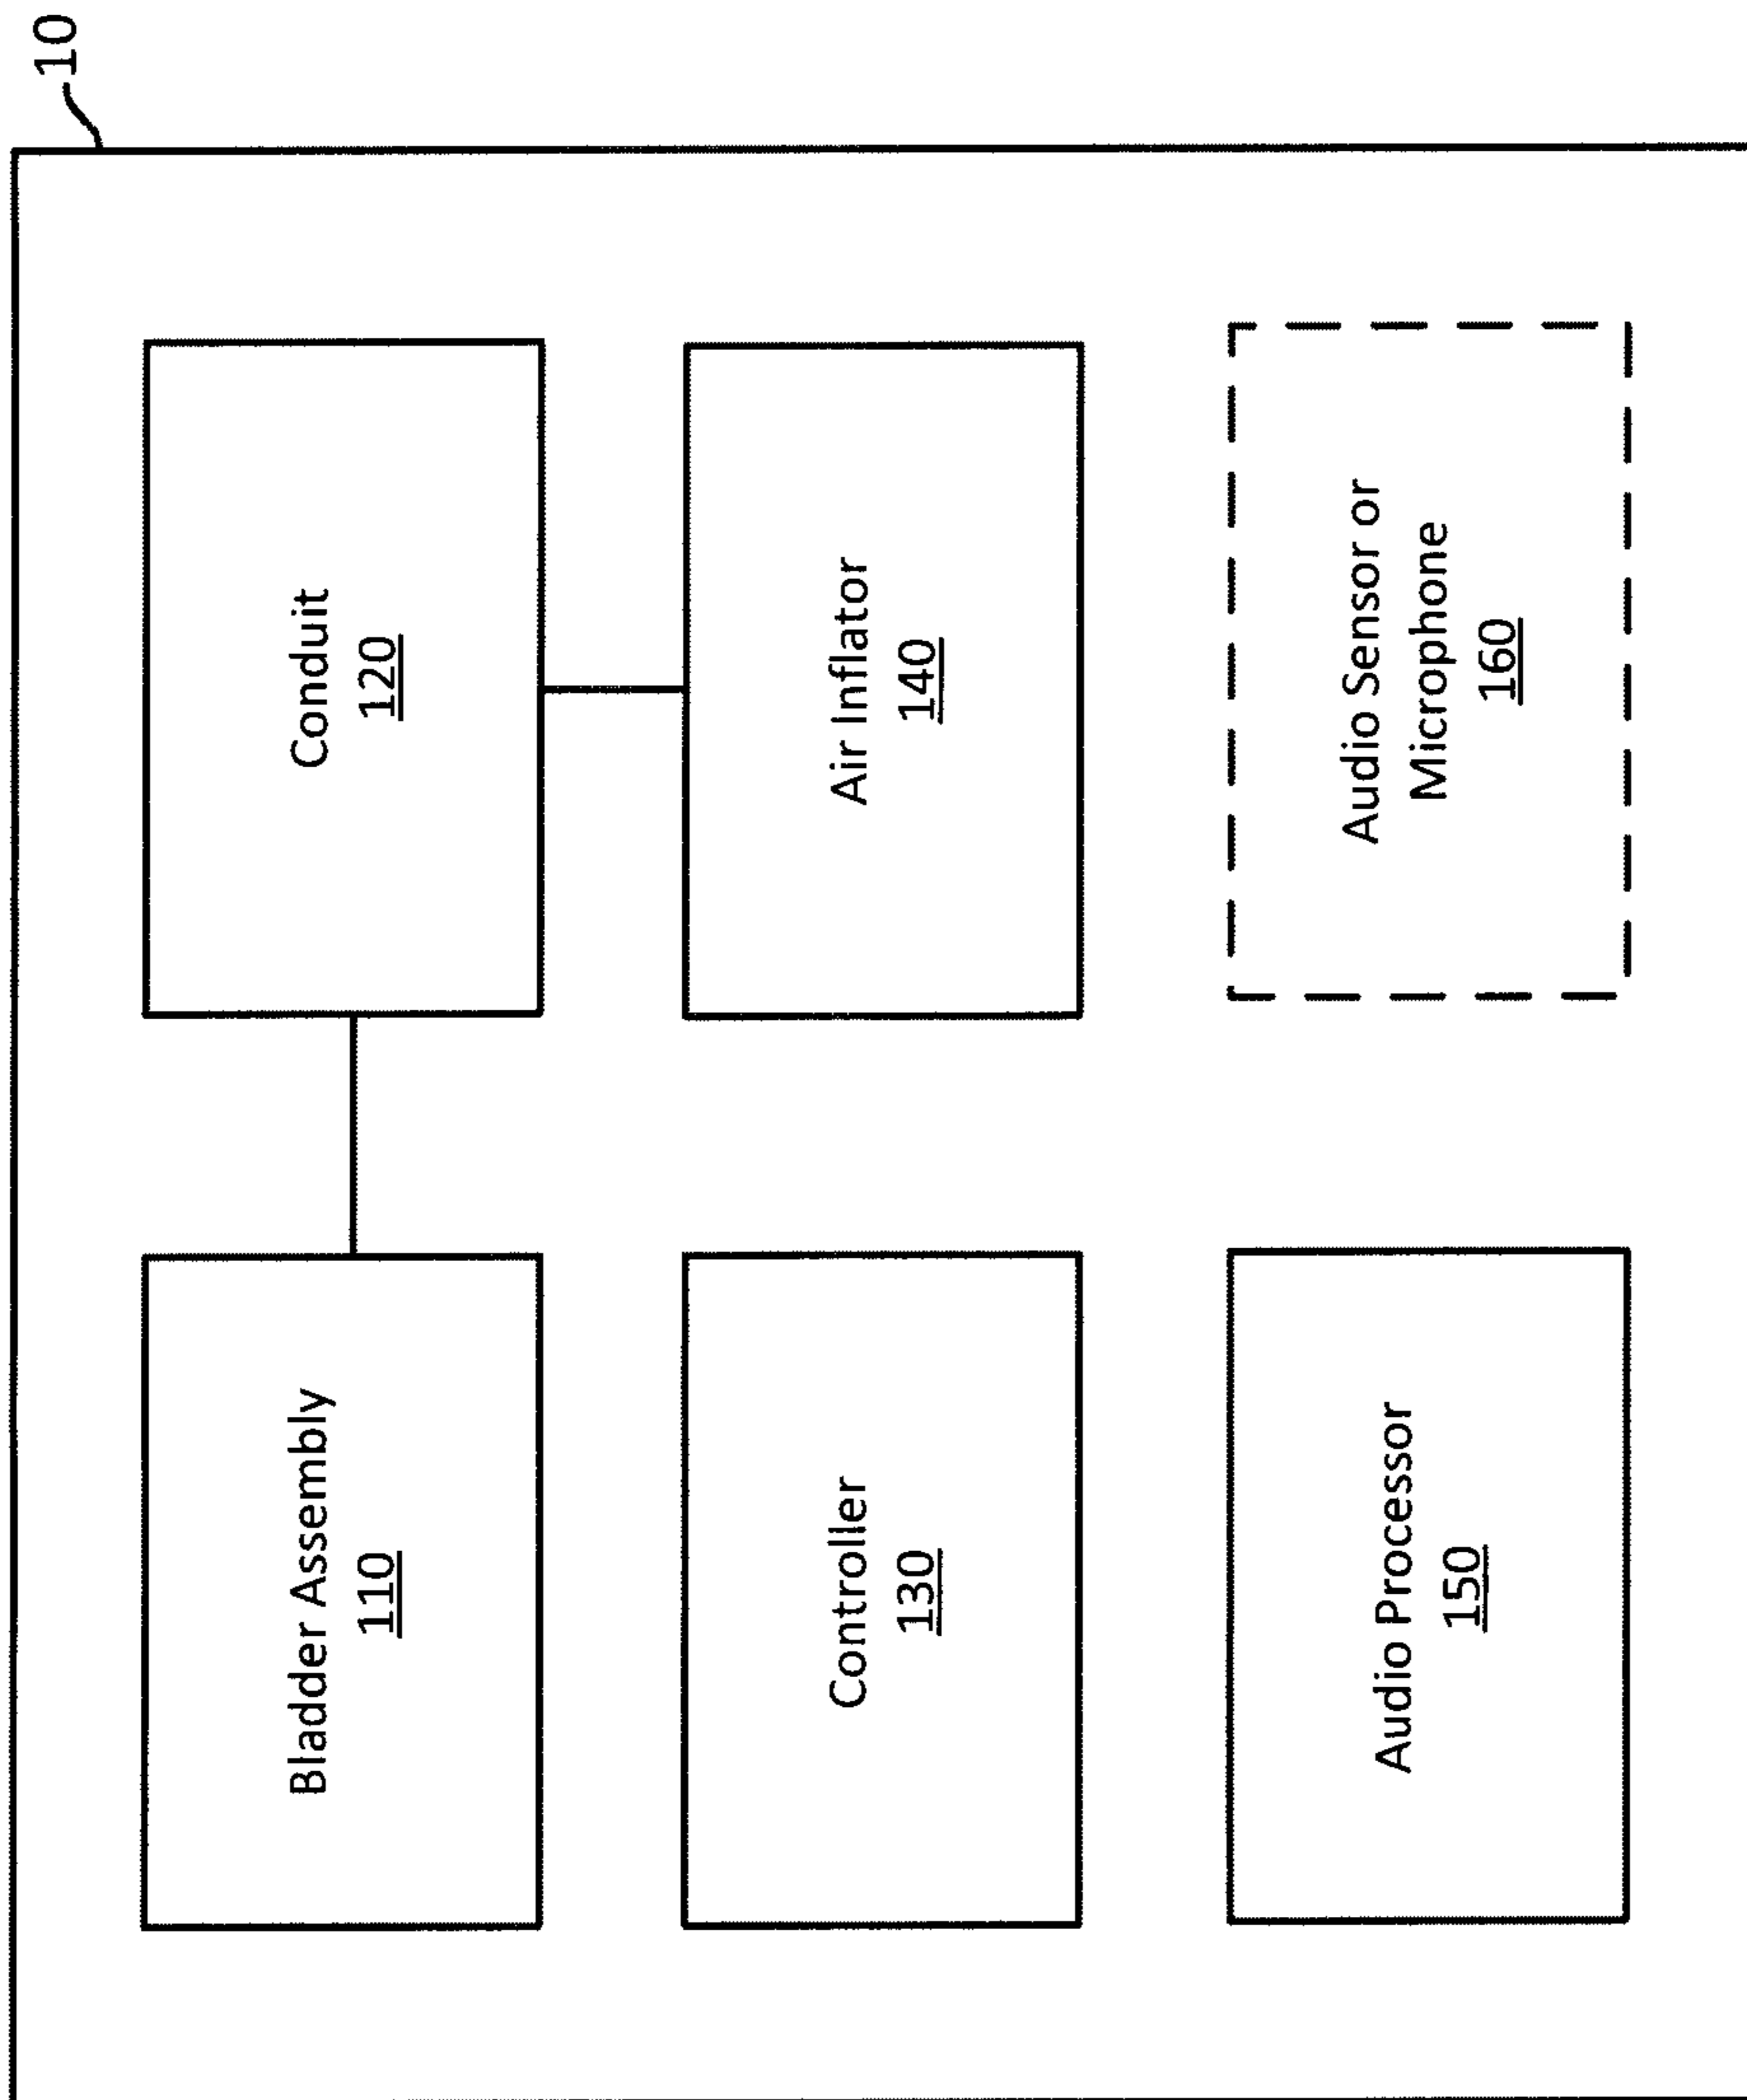 10
Bladder Assembly
110
Conduit
120
Controller
130
Air Inflator
140
Audio Processor
150
Audio Sensor or
Microphone
160